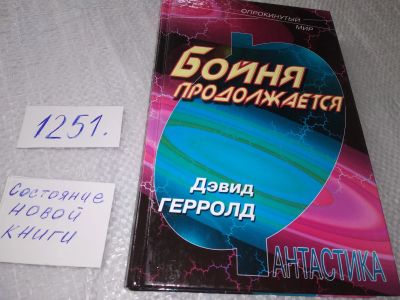 1251.
Состояние
новой
книги
ОПРОКИНУТЫЙ
МИР
БОЙНЯ
ПРОДОЛЖАЕТСЯ
Дэвид
ГЕРРОЛД
ФАНТАСТИКА